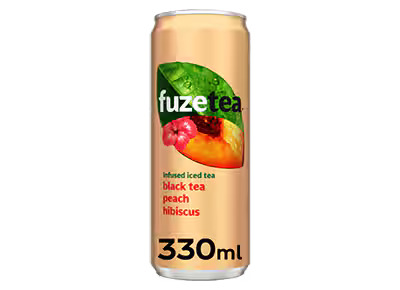 fuzetea
infused iced tea
black tea
peach
hibiscus
330ml